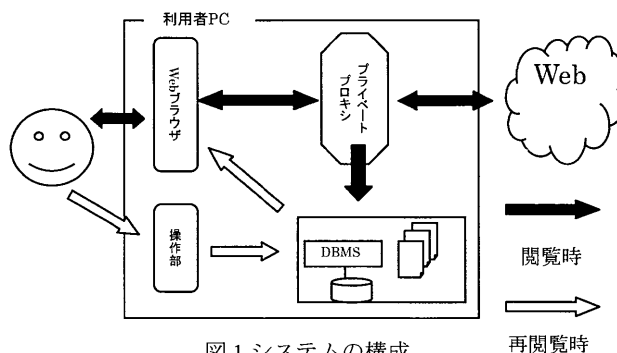 利用者PC
Webブラウザ
プライベート
プロキシ
Web
操作部
DBMS
閲覧時
再閲覧時
図1 システムの構成